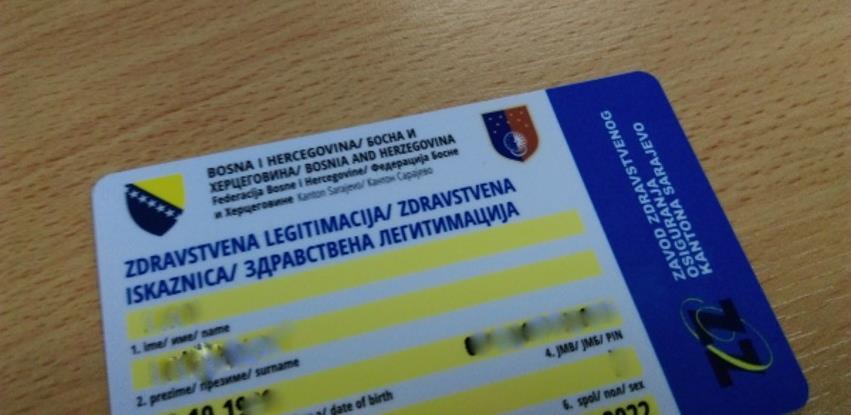 BOSNA I HERCEGOVINA/ БОСНА И
ХЕРЦЕГОВИНА/ BOSNIA AND HERZEGOVINA
Federacija Bosne i Hercegovine/ Федерација Босне
и Херцеговине Kanton Sarajevo/ Кантон Сарајево
ZDRAVSTVENA LEGITIMACIJA/ ZDRAVSTVENA
ISKAZNICA/ ЗДРАВСТВЕНА ЛЕГИТИМАЦИЈА
1. ime/ име/ name
2. prezime/ презиме/ surname
4. JMB/ ЈМБ/ PIN
/ date of birth
6. spol/ пол/ sex
2022
ZAVOD ZDRAVSTVENOG
OSIGURANJA
KANTONA SARAJEVO